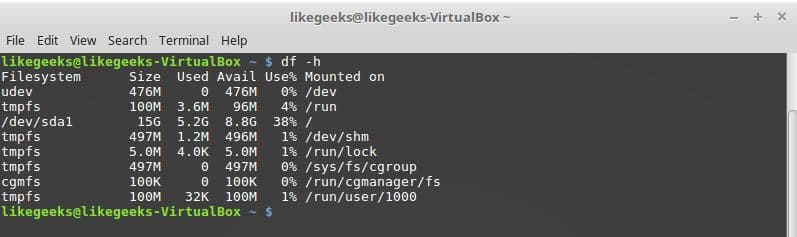 likegeeks@likegeeks-VirtualBox ~
File Edit View Search Terminal Help
likegeeks@likegeeks-VirtualBox ~ $ df -h
Filesystem      Size  Used Avail Use% Mounted on
udev            476M     0  476M   0% /dev
tmpfs           100M  3.6M   96M   4% /run
/dev/sda1        15G  5.2G  8.8G  38% /
tmpfs           497M  1.2M  496M   1% /dev/shm
tmpfs           5.0M  4.0K  5.0M   1% /run/lock
tmpfs           497M     0  497M   0% /sys/fs/cgroup
cgmfs           100K     0  100K   0% /run/cgmanager/fs
tmpfs           100M   32K  100M   1% /run/user/1000
likegeeks@likegeeks-VirtualBox ~ $